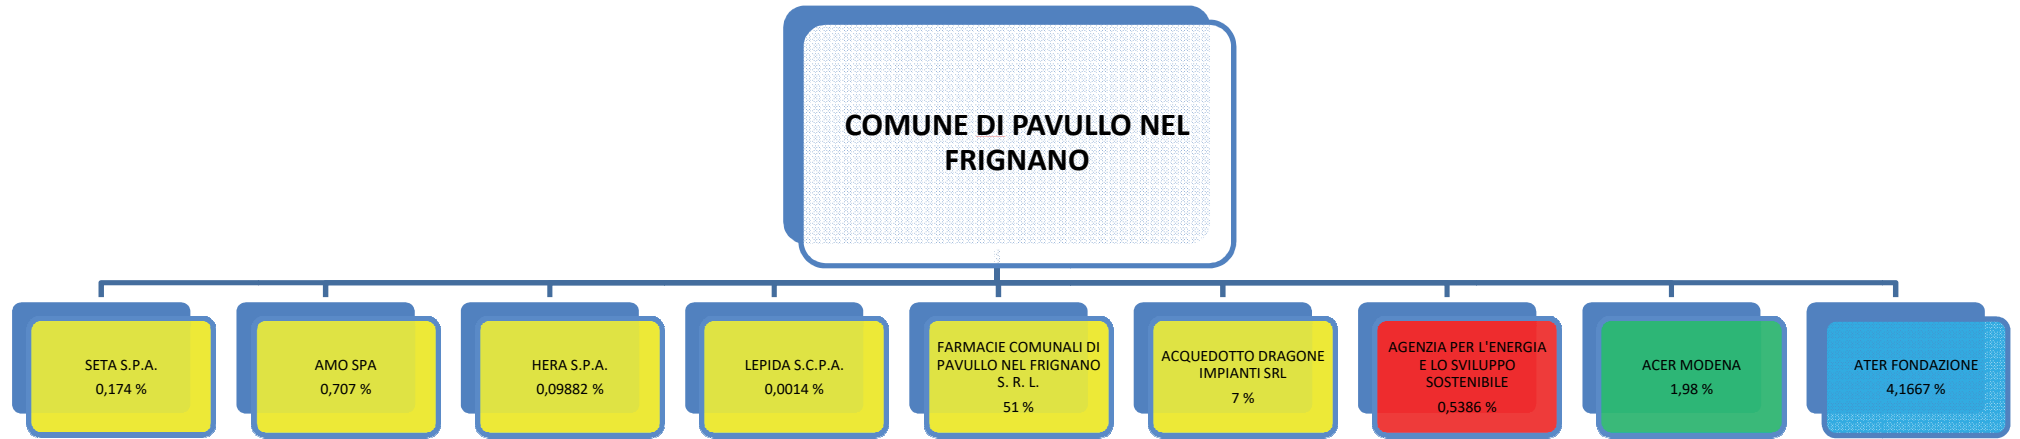 COMUNE DI PAVULLO NEL
FRIGNANO
SETA S.P.A.
0,174 %
AMO SPA
0,707 %
HERA S.P.A.
0,09882 %
LEPIDA S.C.P.A.
0,0014 %
FARMACIE COMUNALI DI
PAVULLO NEL FRIGNANO
S. R. L.
51 %
ACQUEDOTTO DRAGONE
IMPIANTI SRL
7 %
AGENZIA PER L'ENERGIA
E LO SVILUPPO
SOSTENIBILE
0,5386 %
ACER MODENA
1,98 %
ATER FONDAZIONE
4,1667 %